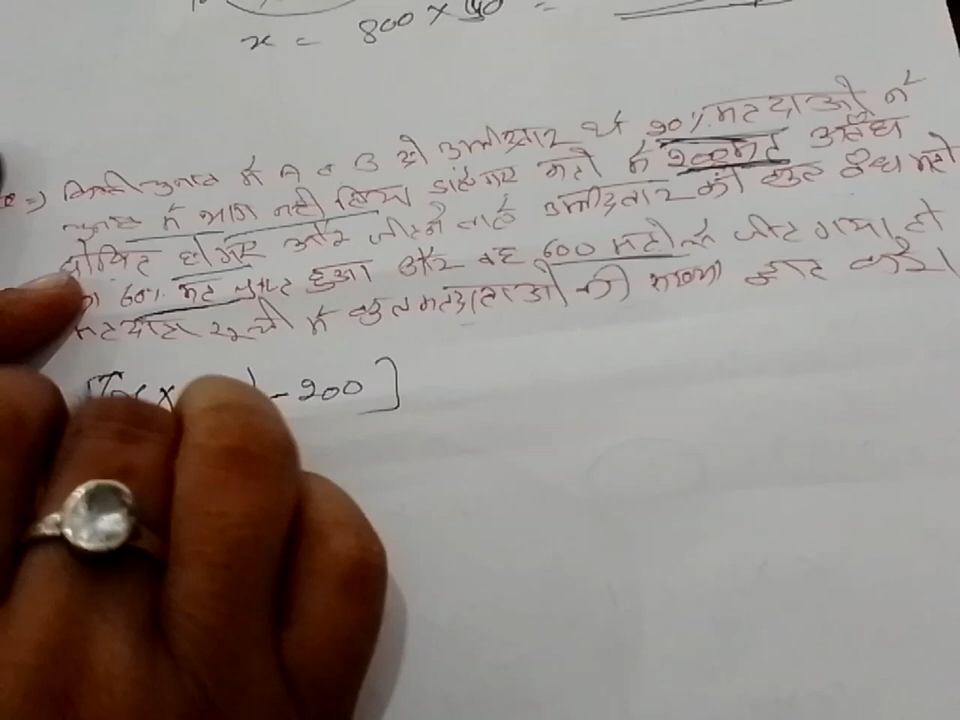 x = 800 ×
=) किसी चुनाव में A व B दो उम्मीदवार थे 20% मतदाताओं ने
चुनाव में भाग नहीं लिया डाले गए मतों में 200 मत अवैध
घोषित हो गए और जीतने वाले उम्मीदवार को कुल वैध मतों
का 60% मत प्राप्त हुआ और वह 600 मतों से जीत गया तो
मतदाता सूची में कुल मतदाताओं की संख्या ज्ञात करें।
- 200 ]